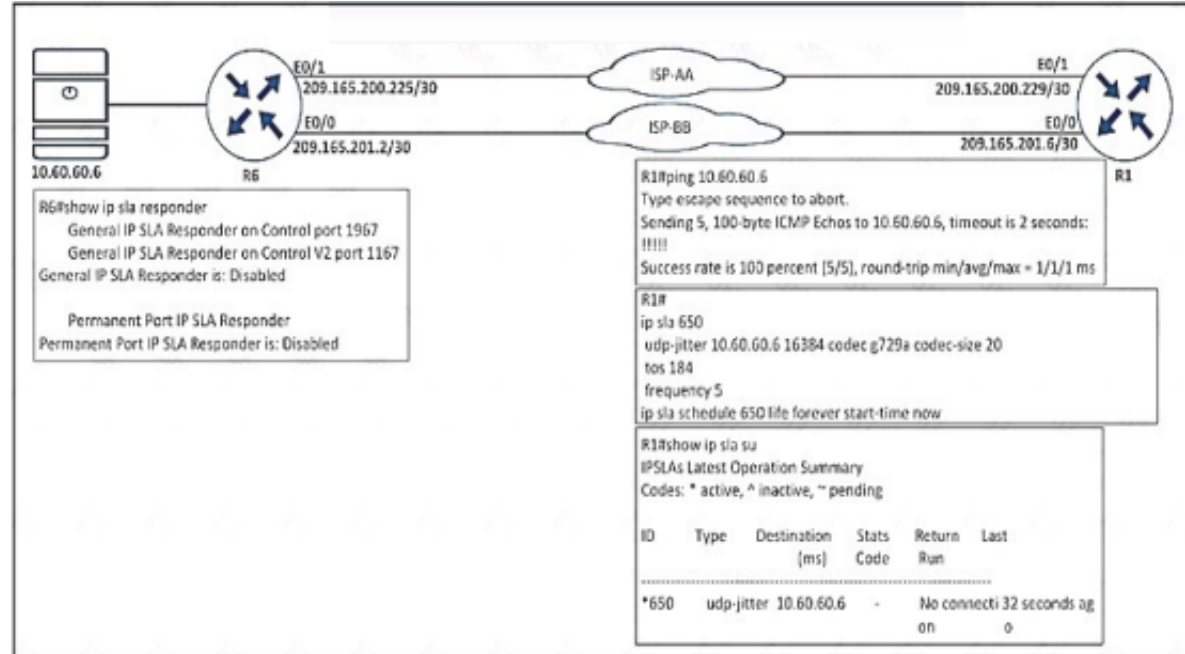 E0/1
209.165.200.225/30
E0/0
209.165.201.2/30
10.60.60.6
R6
ISP-AA
ISP-BB
E0/1
209.165.200.229/30
E0/0
209.165.201.6/30
R1
R6#show ip sla responder
General IP SLA Responder on Control port 1967
General IP SLA Responder on Control V2 port 1167
General IP SLA Responder is: Disabled
Permanent Port IP SLA Responder
Permanent Port IP SLA Responder is: Disabled
R1#ping 10.60.60.6
Type escape sequence to abort.
Sending 5, 100-byte ICMP Echos to 10.60.60.6, timeout is 2 seconds:
!!!!!
Success rate is 100 percent [5/5], round-trip min/avg/max = 1/1/1 ms
R1#
ip sla 650
udp-jitter 10.60.60.6 16384 codec g729a codec-size 20
tos 184
frequency 5
ip sla schedule 650 life forever start-time now
R1#show ip sla su
IPSLAs Latest Operation Summary
Codes: * active, ^ inactive, ~ pending
ID Type Destination Stats Return Last
(ms) Code Run
*650 udp-jitter 10.60.60.6 - No connecti 32 seconds ag
on o